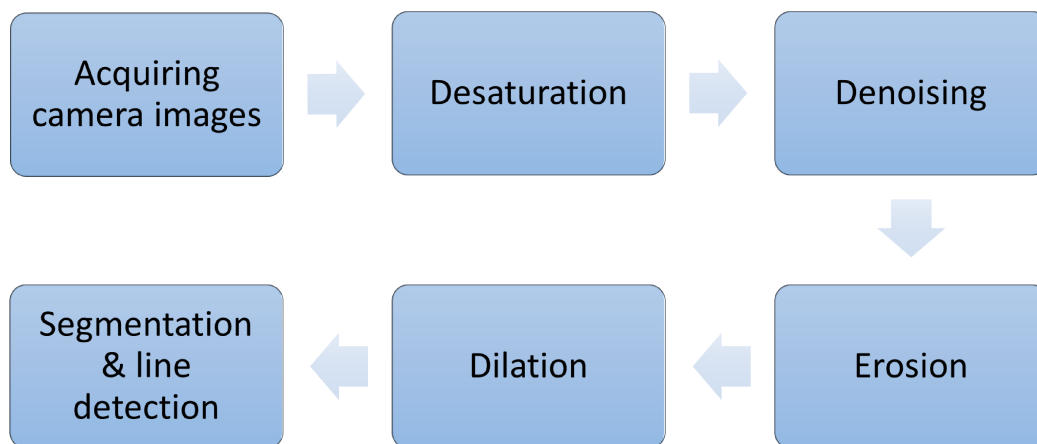 Acquiring
camera images
Desaturation
Denoising
Erosion
Dilation
Segmentation
& line
detection